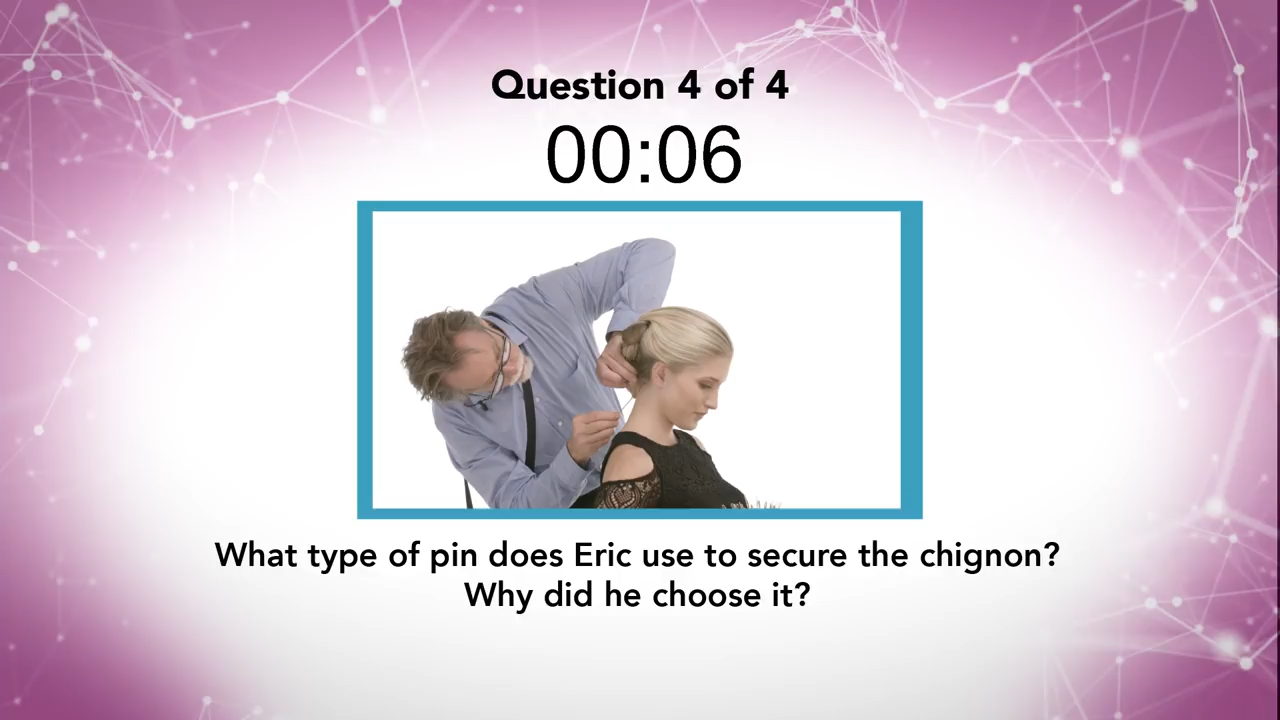 Question 4 of 4
00:06
What type of pin does Eric use to secure the chignon?
Why did he choose it?